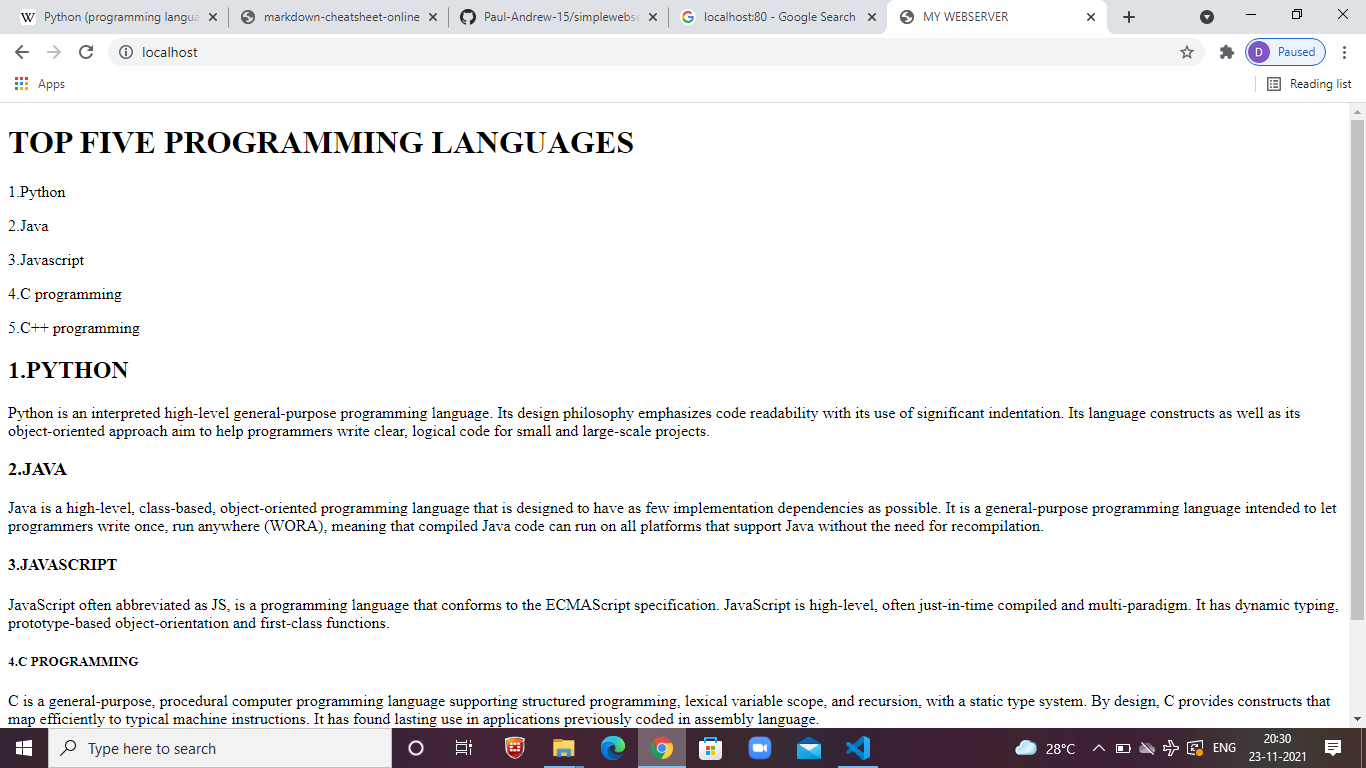 Python (programming langua
markdown-cheatsheet-online
Paul-Andrew-15/simplewebse
localhost:80 - Google Search
MY WEBSERVER
localhost
D Paused
Apps
Reading list
TOP FIVE PROGRAMMING LANGUAGES
1.Python
2.Java
3.Javascript
4.C programming
5.C++ programming
1.PYTHON
Python is an interpreted high-level general-purpose programming language. Its design philosophy emphasizes code readability with its use of significant indentation. Its language constructs as well as its
object-oriented approach aim to help programmers write clear, logical code for small and large-scale projects.
2.JAVA
Java is a high-level, class-based, object-oriented programming language that is designed to have as few implementation dependencies as possible. It is a general-purpose programming language intended to let
programmers write once, run anywhere (WORA), meaning that compiled Java code can run on all platforms that support Java without the need for recompilation.
3.JAVASCRIPT
JavaScript often abbreviated as JS, is a programming language that conforms to the ECMAScript specification. JavaScript is high-level, often just-in-time compiled and multi-paradigm. It has dynamic typing,
prototype-based object-orientation and first-class functions.
4.C PROGRAMMING
C is a general-purpose, procedural computer programming language supporting structured programming, lexical variable scope, and recursion, with a static type system. By design, C provides constructs that
map efficiently to typical machine instructions. It has found lasting use in applications previously coded in assembly language.
Type here to search
28°C
ENG
20:30
23-11-2021